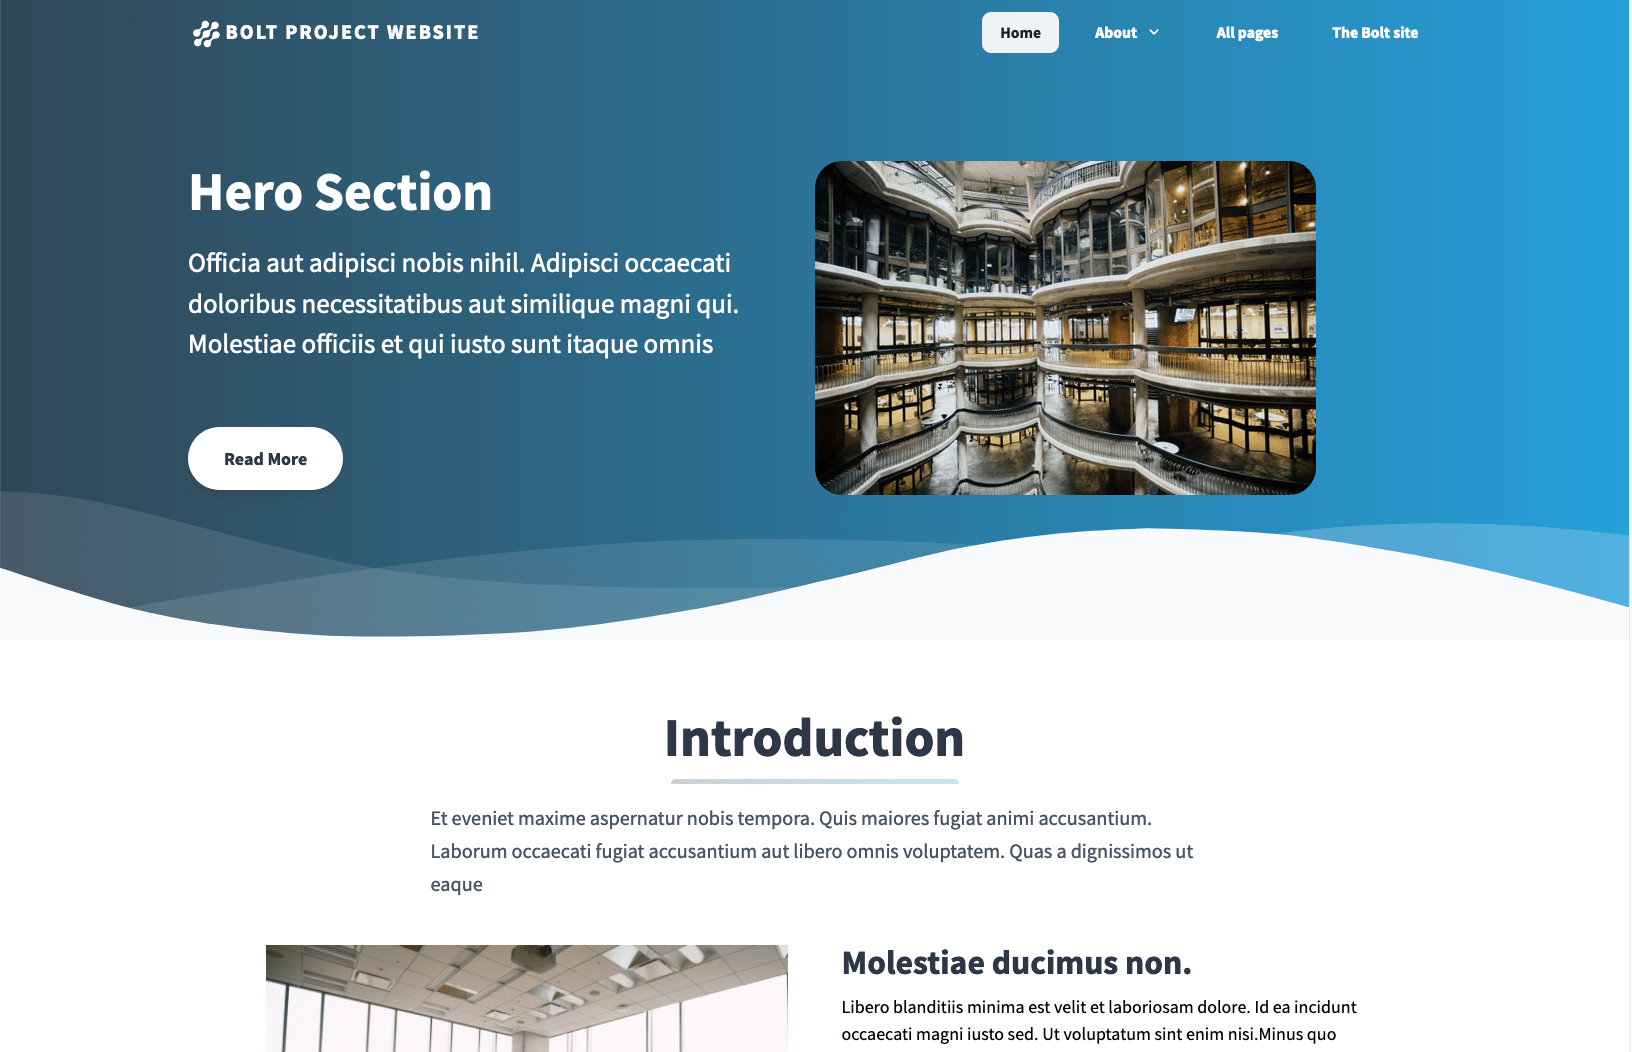 BOLT PROJECT WEBSITE
Home
About
All pages
The Bolt site
Hero Section
Officia aut adipisci nobis nihil. Adipisci occaecati
doloribus necessitatibus aut similique magni qui.
Molestiae officiis et qui iusto sunt itaque omnis
Read More
Introduction
Et eveniet maxime aspernatur nobis tempora. Quis maiores fugiat animi accusantium.
Laborum occaecati fugiat accusantium aut libero omnis voluptatem. Quas a dignissimos ut
eaque
Molestiae ducimus non.
Libero blanditiis minima est velit et laboriosam dolore. Id ea incidunt
occaecati magni iusto sed. Ut voluptatum sint enim nisi.Minus quo